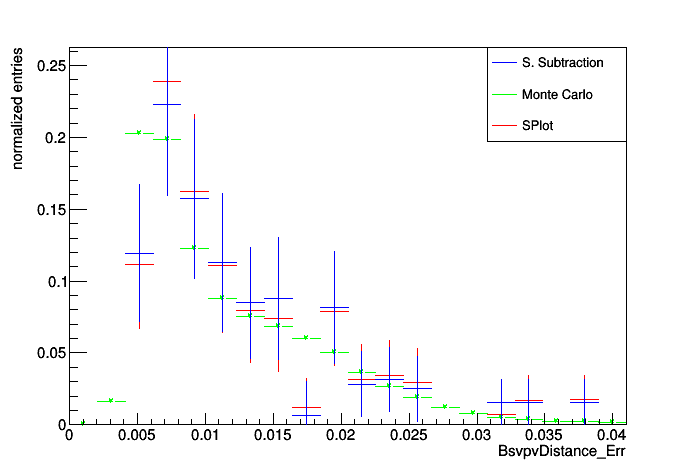 normalized entries
0.25
0.2
0.15
0.1
0.05
0
S. Subtraction
Monte Carlo
SPlot
0 0.005 0.01 0.015 0.02 0.025 0.03 0.035 0.04
BsvpvDistance_Err